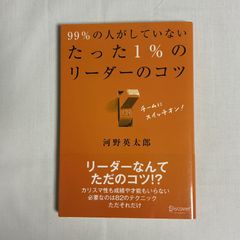 99%の人がしていない
たった1%の
リーダーのコツ
チームに
スイッチオン!
河野英太郎
リーダーなんて
ただのコツ!?
カリスマ性も成績や才能もいらない
必要なのは82のテクニック
ただそれだけ
Discover